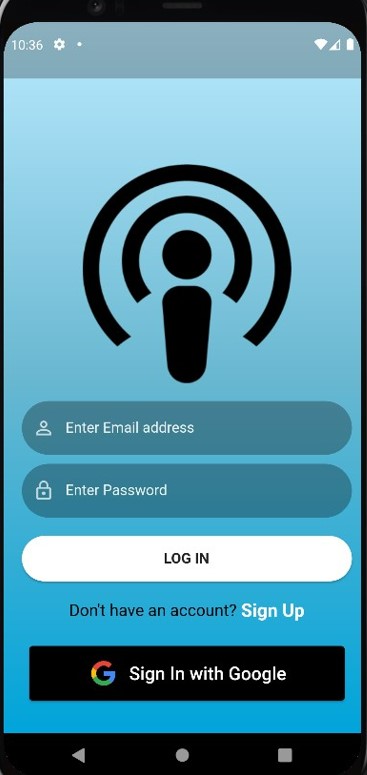 10:36
Enter Email address
Enter Password
LOG IN
Don't have an account? Sign Up
Sign In with Google